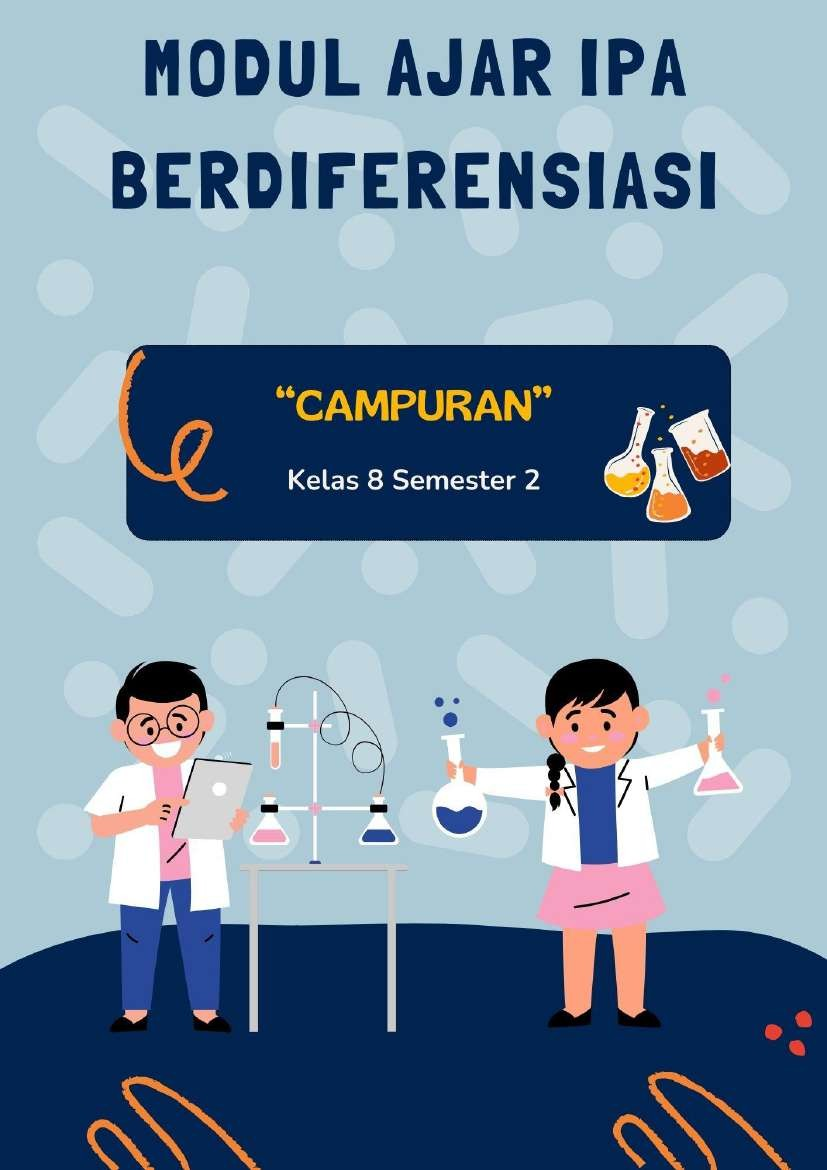 MODUL AJAR IPA
BERDIFERENSIASI
“CAMPURAN”
Kelas 8 Semester 2